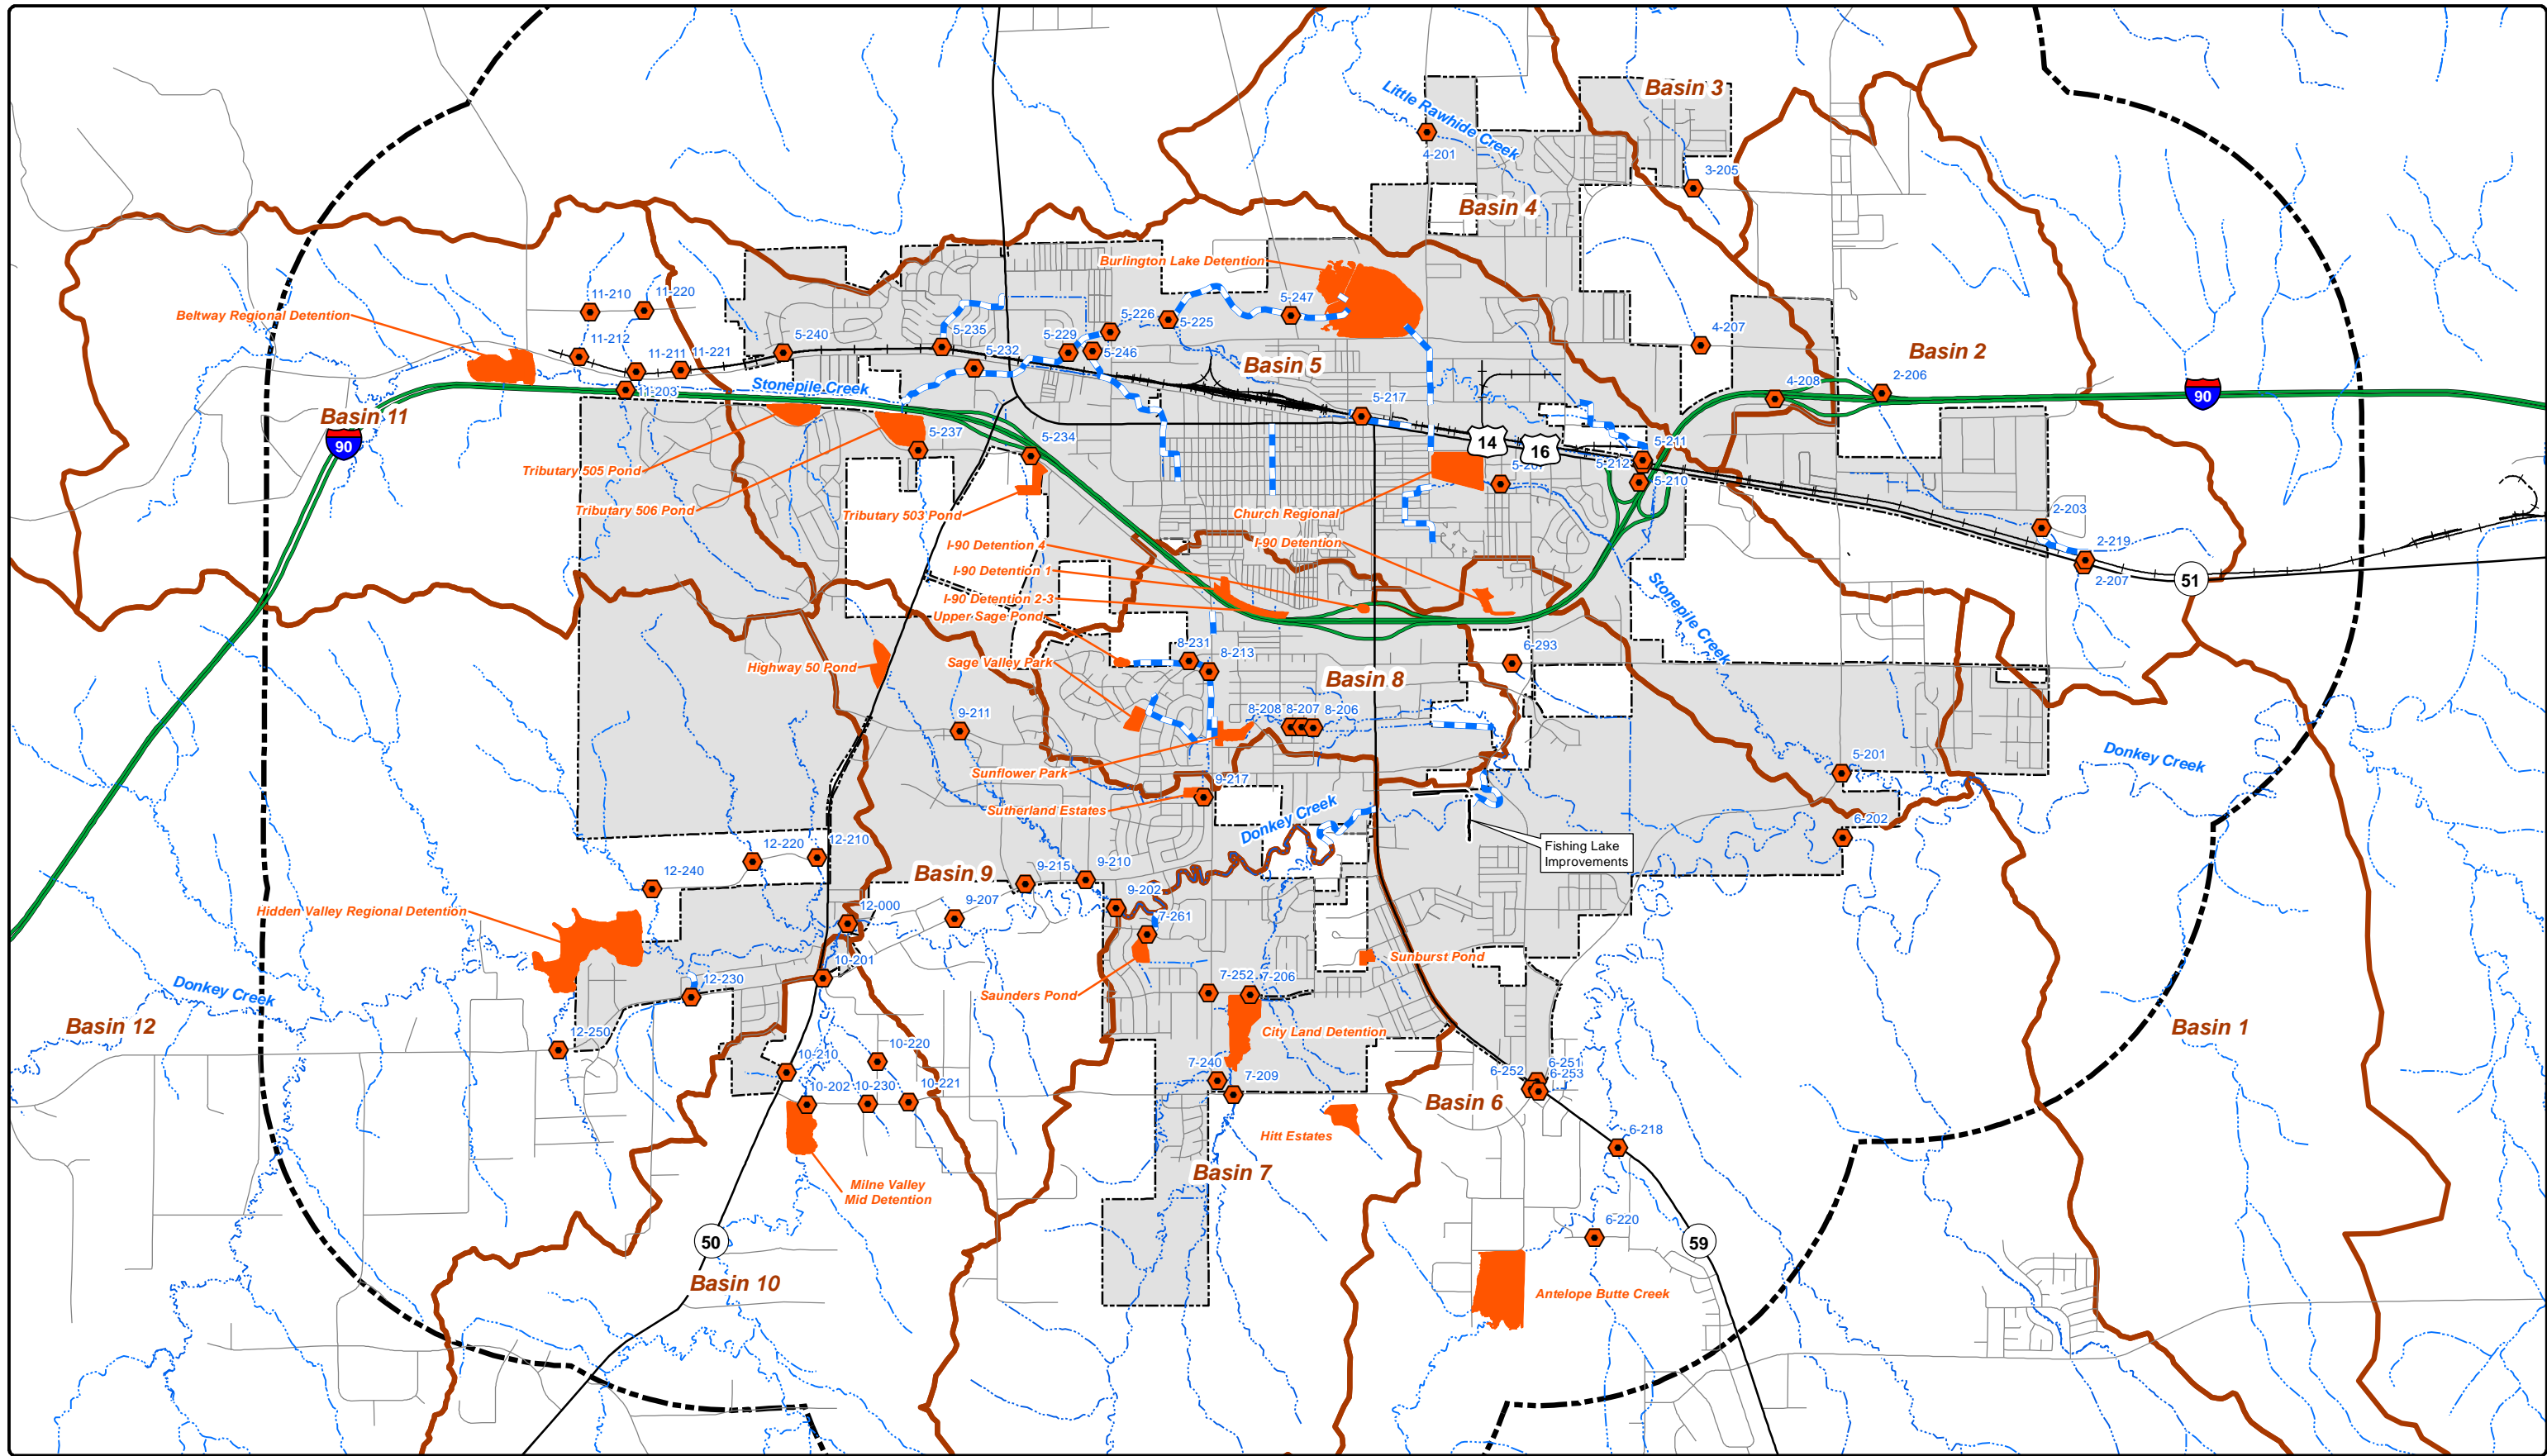 Basin 3
Little Rawhide Creek
4-201
3-205
Basin 4
Burlington Lake Detention
11-210
11-220
5-247
Beltway Regional Detention
5-226
5-225
5-240
5-235
5-229
4-207
11-212
5-232
5-246
11-211
11-221
Basin 5
Basin 2
2-206
4-208
Stonepile Creek
11-203
90
Basin 11
5-217
90
5-237
5-234
14
16
5-211
Tributary 505 Pond
5-212
5-207
5-210
Tributary 506 Pond
Tributary 503 Pond
Church Regional
2-203
I-90 Detention 4
I-90 Detention
2-219
I-90 Detention 1
2-207
51
I-90 Detention 2-3
Upper Sage Pond
Stonepile Creek
8-231
8-213
6-293
Sage Valley Park
Highway 50 Pond
Basin 8
9-211
8-208
8-207
8-206
5-201
Donkey Creek
Sunflower Park
9-217
Sutherland Estates
Donkey Creek
6-202
12-220
12-210
Fishing Lake
Improvements
12-240
Basin 9
9-215
9-210
9-202
9-207
Hidden Valley Regional Detention
12-000
7-261
10-201
Sunburst Pond
12-230
7-252
7-206
Donkey Creek
Saunders Pond
Basin 12
12-250
City Land Detention
Basin 1
10-220
10-210
7-240
7-209
6-251
6-252
6-253
10-202
10-230
10-221
Basin 6
Hitt Estates
6-218
Basin 7
Milne Valley
Mid Detention
6-220
50
59
Basin 10
Antelope Butte Creek